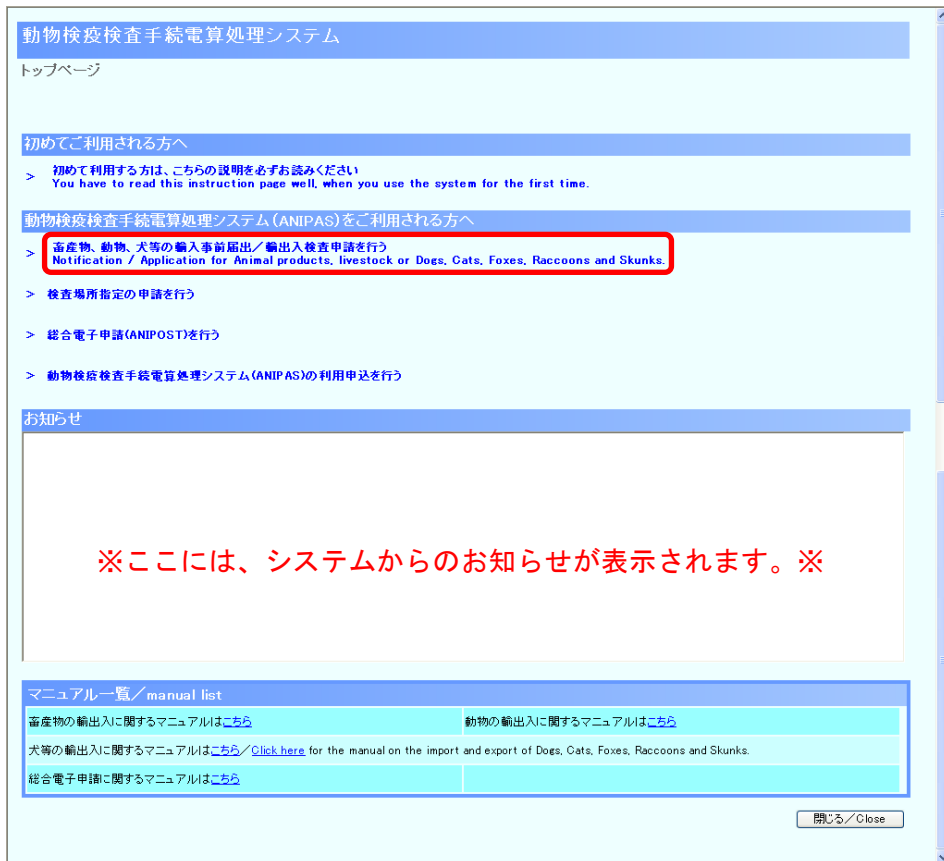 動物検疫検査手続電算処理システム
トップページ
初めてご利用される方へ
> 初めて利用する方は、こちらの説明を必ずお読みください
You have to read this instruction page well, when you use the system for the first time.
動物検疫検査手続電算処理システム(ANIPAS)をご利用される方へ
> 畜産物、動物、犬等の輸入事前届出/輸出入検査申請を行う
Notification / Application for Animal products, livestock or Dogs, Cats, Foxes, Raccoons and Skunks.
> 検査場所指定の申請を行う
> 総合電子申請(ANIPOST)を行う
> 動物検疫検査手続電算処理システム(ANIPAS)の利用申込を行う
お知らせ
※ここには、システムからのお知らせが表示されます。※
マニュアル一覧/manual list
畜産物の輸出入に関するマニュアルはこちら 動物の輸出入に関するマニュアルはこちら
犬等の輸出入に関するマニュアルはこちら/Click here for the manual on the import and export of Dogs, Cats, Foxes, Raccoons and Skunks.
総合電子申請に関するマニュアルはこちら
閉じる/Close